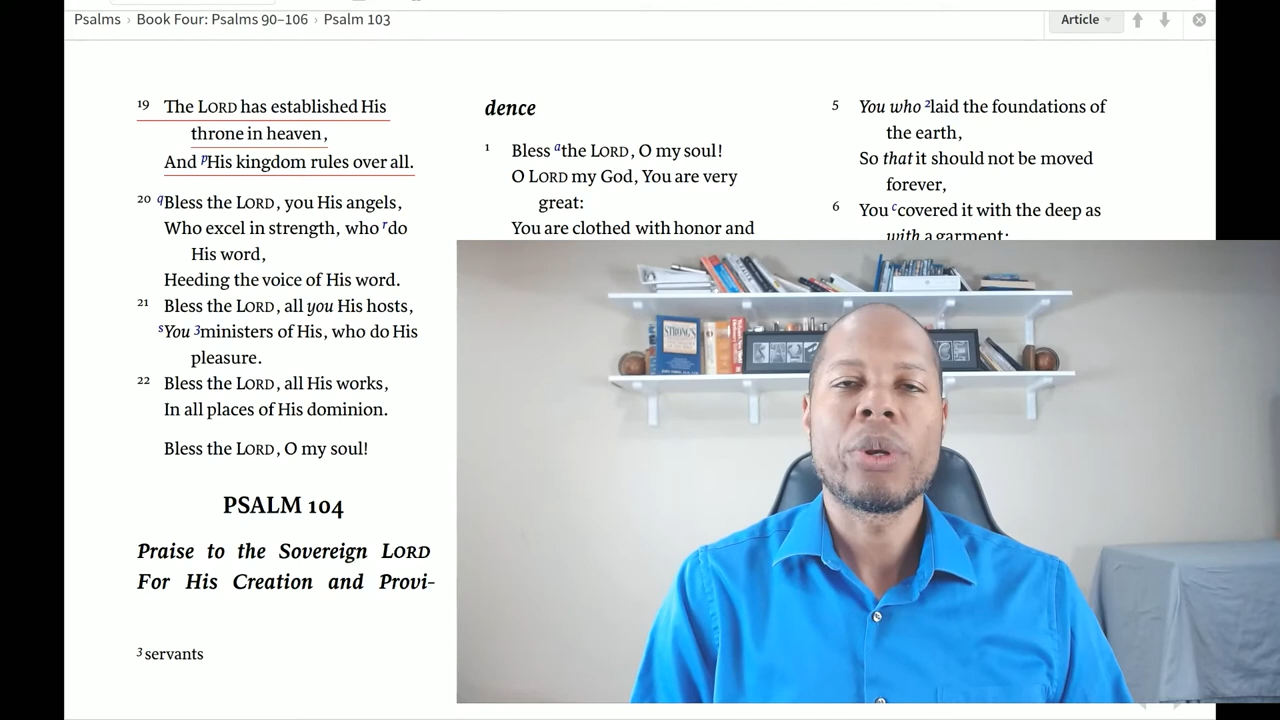 Psalms › Book Four: Psalms 90–106 › Psalm 103
Article
19 The LORD has established His
throne in heaven,
And pHis kingdom rules over all.
20 qBless the LORD, you His angels,
Who excel in strength, who rdo
His word,
Heeding the voice of His word.
21 Bless the LORD, all you His hosts,
sYou 3ministers of His, who do His
pleasure.
22 Bless the LORD, all His works,
In all places of His dominion.
Bless the LORD, O my soul!
PSALM 104
Praise to the Sovereign LORD
For His Creation and Provi-
3 servants
dence
1 Bless athe LORD, O my soul!
O LORD my God, You are very
great:
You are clothed with honor and
5 You who 2laid the foundations of
the earth,
So that it should not be moved
forever,
6 You ccovered it with the deep as
with a garment;
STRONG'S